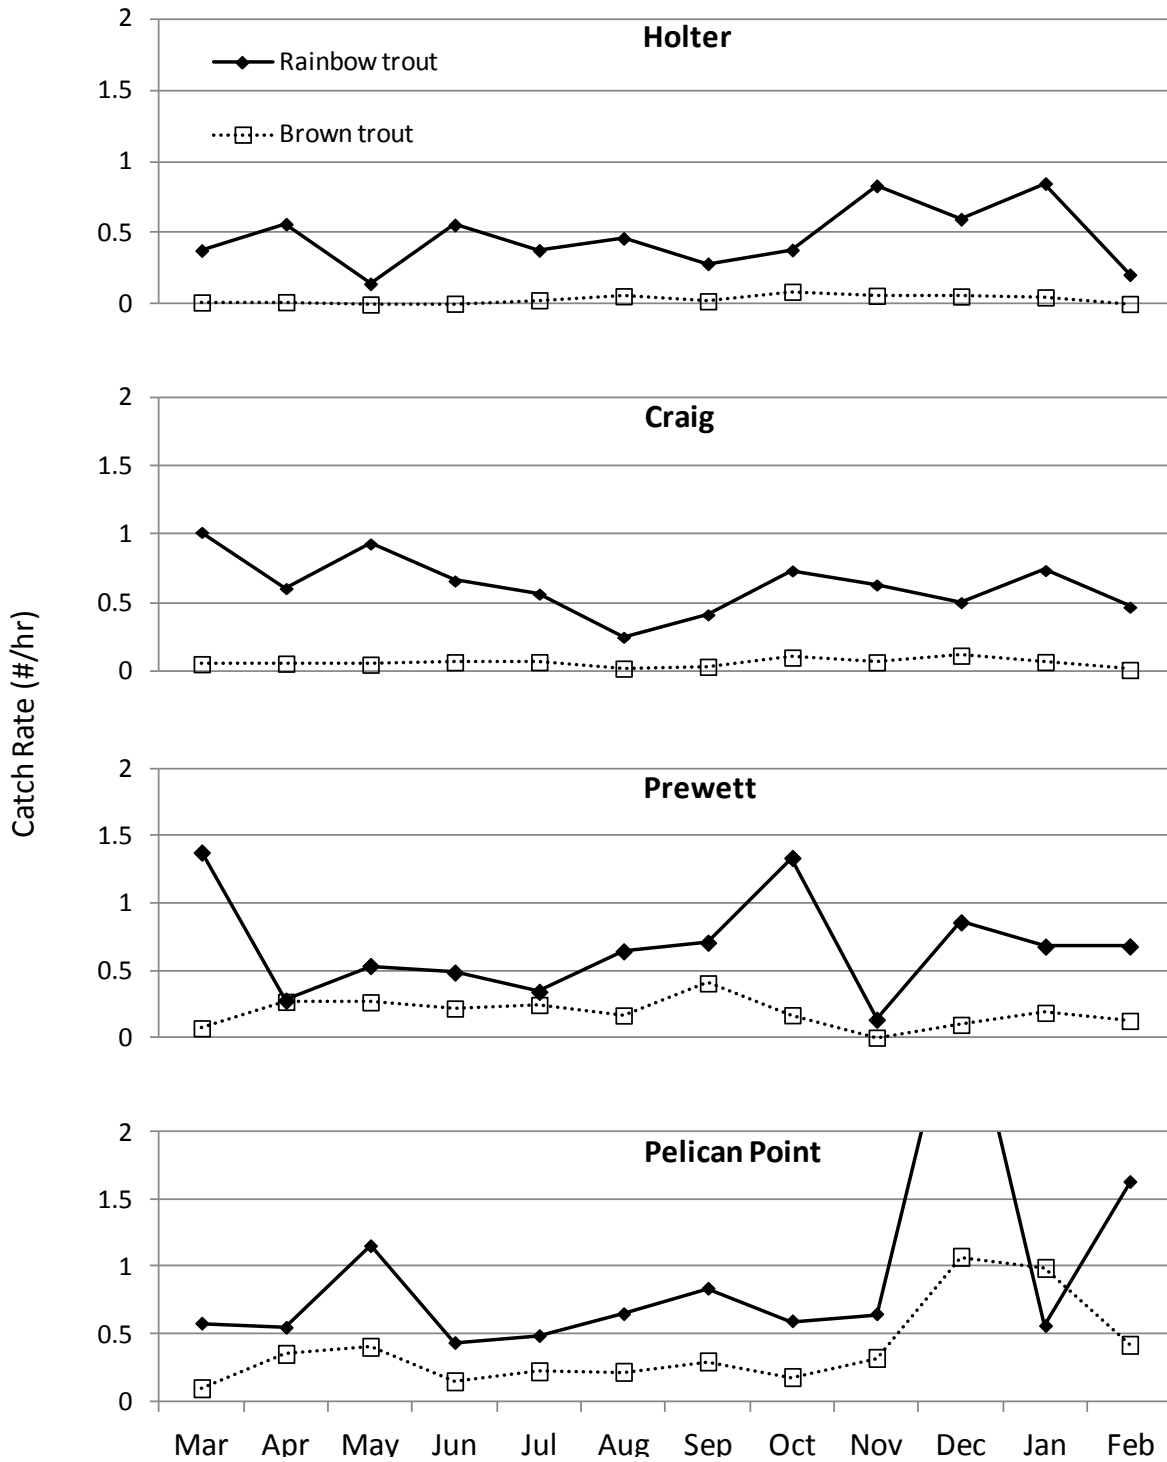 Catch Rate (#/hr)
Holter
Rainbow trout
Brown trout
2
1.5
1
0.5
0
Craig
2
1.5
1
0.5
0
Prewett
2
1.5
1
0.5
0
Pelican Point
2
1.5
1
0.5
0
Mar Apr May Jun Jul Aug Sep Oct Nov Dec Jan Feb